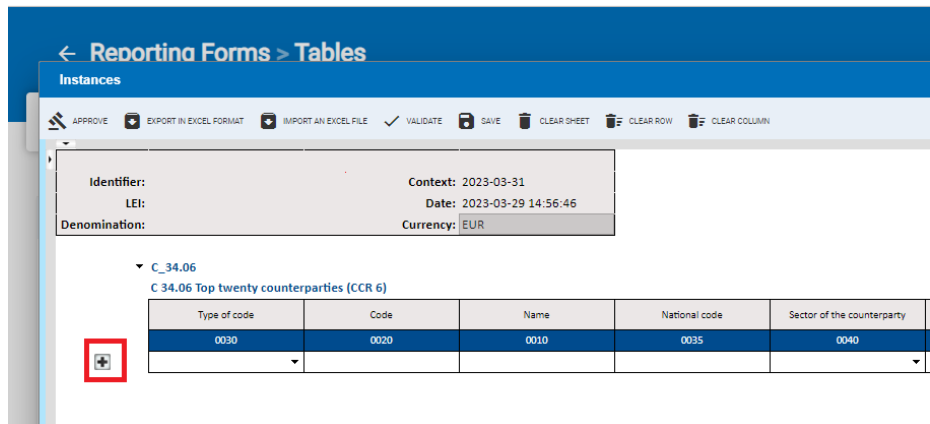 ← Reporting Forms > Tables
Instances
APPROVE EXPORT IN EXCEL FORMAT IMPORT AN EXCEL FILE VALIDATE SAVE CLEAR SHEET CLEAR ROW CLEAR COLUMN
Identifier: Context: 2023-03-31
LEI: Date: 2023-03-29 14:56:46
Denomination: Currency: EUR
C_34.06
C 34.06 Top twenty counterparties (CCR 6)
Type of code Code Name National code Sector of the counterparty
0030 0020 0010 0035 0040